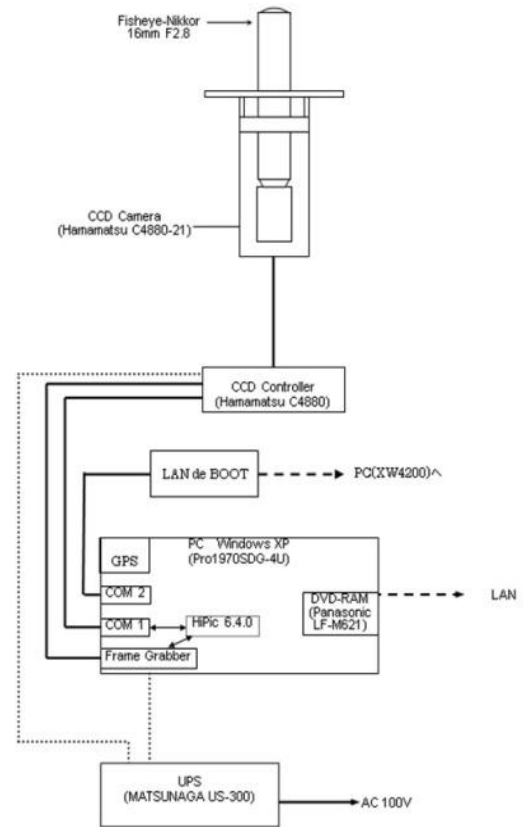 Fisheye-Nikkor
16mm F2.8
CCD Camera
(Hamamatsu C4880-21)
CCD Controller
(Hamamatsu C4880)
LAN de BOOT
PC(XW4200)へ
PC Windows XP
(Pro1970SDG-4U)
GPS
COM 2
DVD-RAM
(Panasonic
LF-M621)
LAN
COM 1
HiPic 6.4.0
Frame Grabber
UPS
(MATSUNAGA US-300)
AC 100V